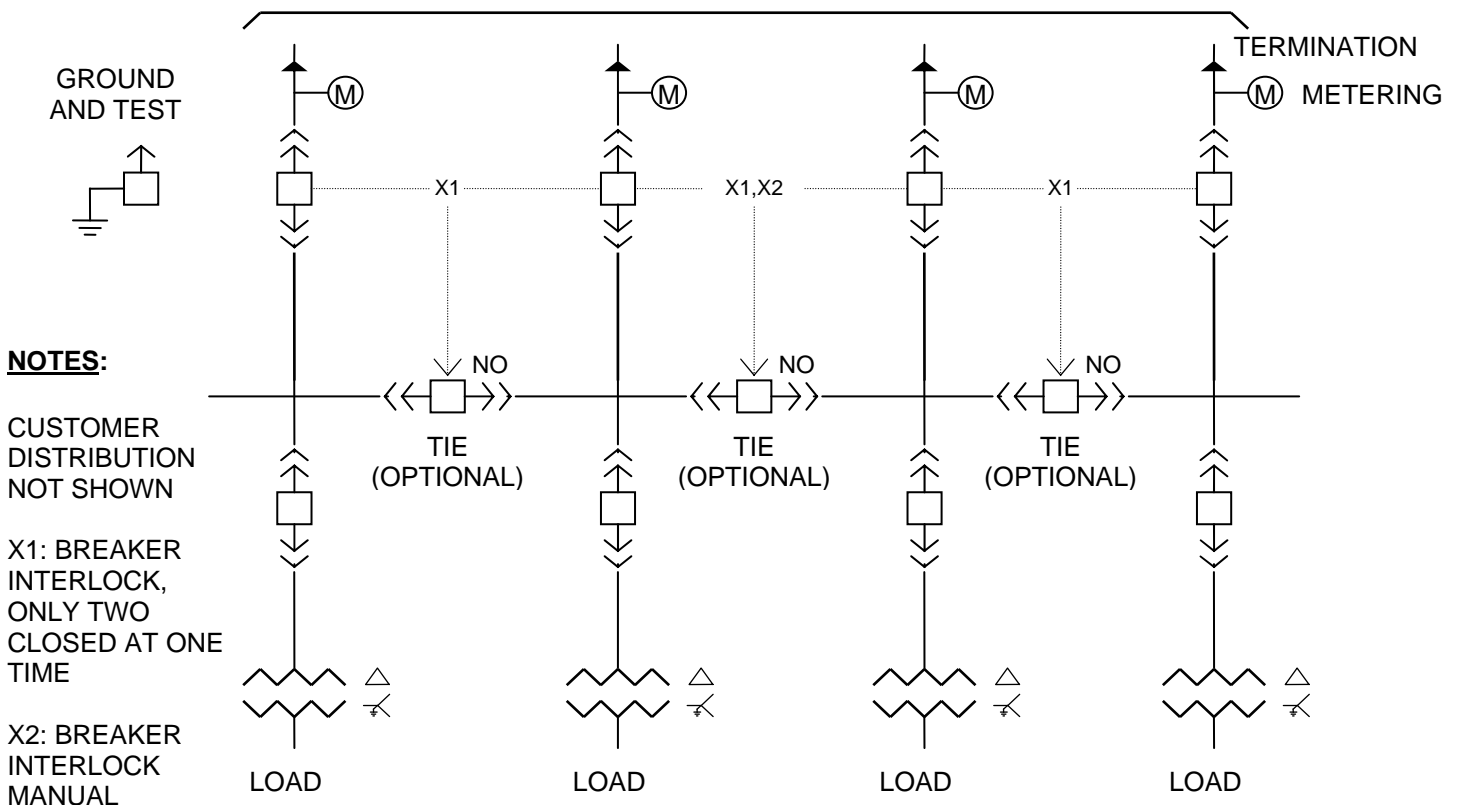 TERMINATION
GROUND
AND TEST
M
M
M
M METERING
X1
X1,X2
X1
NO
NO
NO
TIE
(OPTIONAL)
TIE
(OPTIONAL)
TIE
(OPTIONAL)
NOTES:
CUSTOMER
DISTRIBUTION
NOT SHOWN
X1: BREAKER
INTERLOCK,
ONLY TWO
CLOSED AT ONE
TIME
X2: BREAKER
INTERLOCK
MANUAL
LOAD
LOAD
LOAD
LOAD